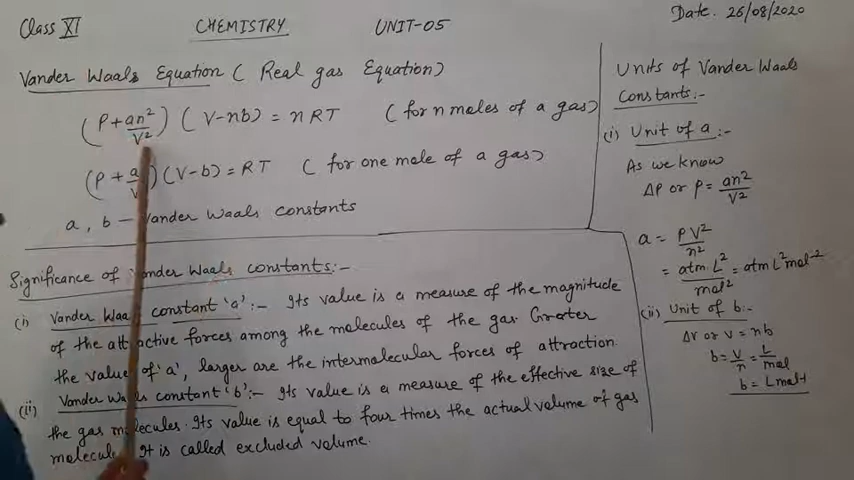 Class XI CHEMISTRY UNIT-05 Date. 26/08/2020
Vander Waals Equation ( Real gas Equation)
(P+an²/V²) (V-nb) = nRT ( for n moles of a gas)
(P+a/V) (V-b) = RT ( for one mole of a gas)
a, b - Vander Waals constants
Significance of Vander Waals constants:-
(i) Vander Waals constant 'a':- Its value is a measure of the magnitude
of the attractive forces among the molecules of the gas Greater
the value of 'a', larger are the intermolecular forces of attraction.
(ii) Vander Waals constant 'b':- Its value is a measure of the effective size of
the gas molecules. Its value is equal to four times the actual volume of gas
molecule. It is called excluded volume.
Units of Vander Waals
Constants:-
(i) Unit of a:-
As we know
ΔP or P = an²/V²
a = PV²/n²
= atm L²/mol² = atm L² mol⁻²
(ii) Unit of b:-
ΔV or V = nb
b = V/n = L/mol
b = L mol-1